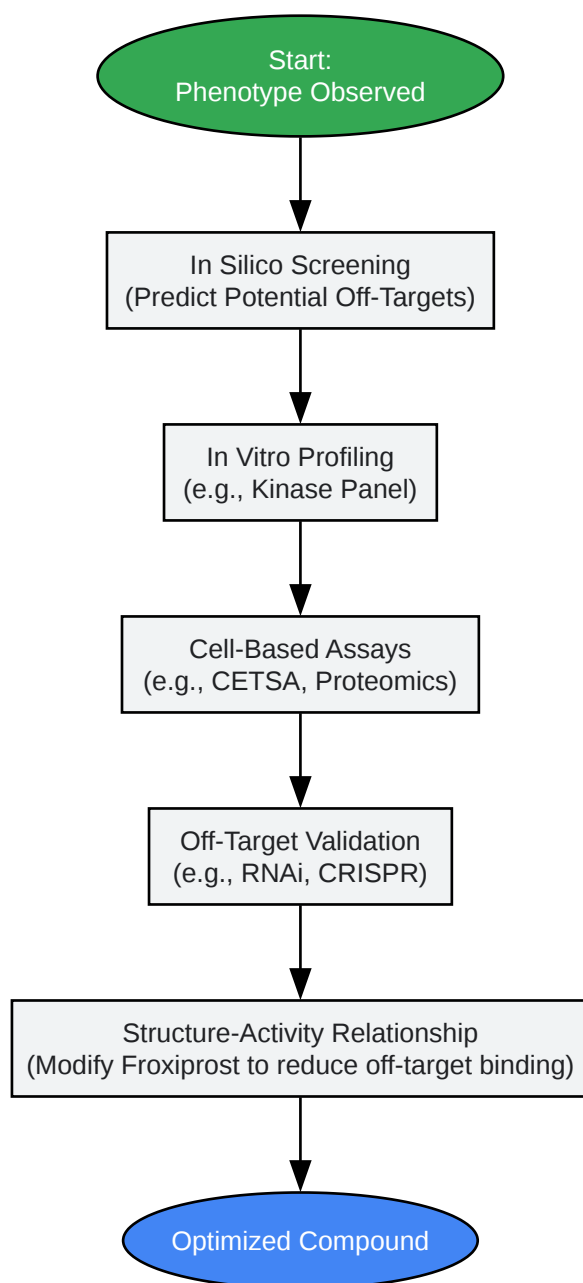 Start:
Phenotype Observed
In Silico Screening
(Predict Potential Off-Targets)
In Vitro Profiling
(e.g., Kinase Panel)
Cell-Based Assays
(e.g., CETSA, Proteomics)
Off-Target Validation
(e.g., RNAi, CRISPR)
Structure-Activity Relationship
(Modify Froxiprost to reduce off-target binding)
Optimized Compound